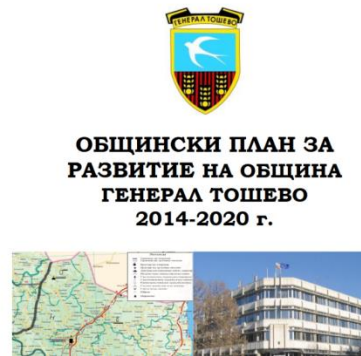 ГЕНЕРАЛ ТОШЕВО
ОБЩИНСКИ ПЛАН ЗА
РАЗВИТИЕ НА ОБЩИНА
ГЕНЕРАЛ ТОШЕВО
2014-2020 г.